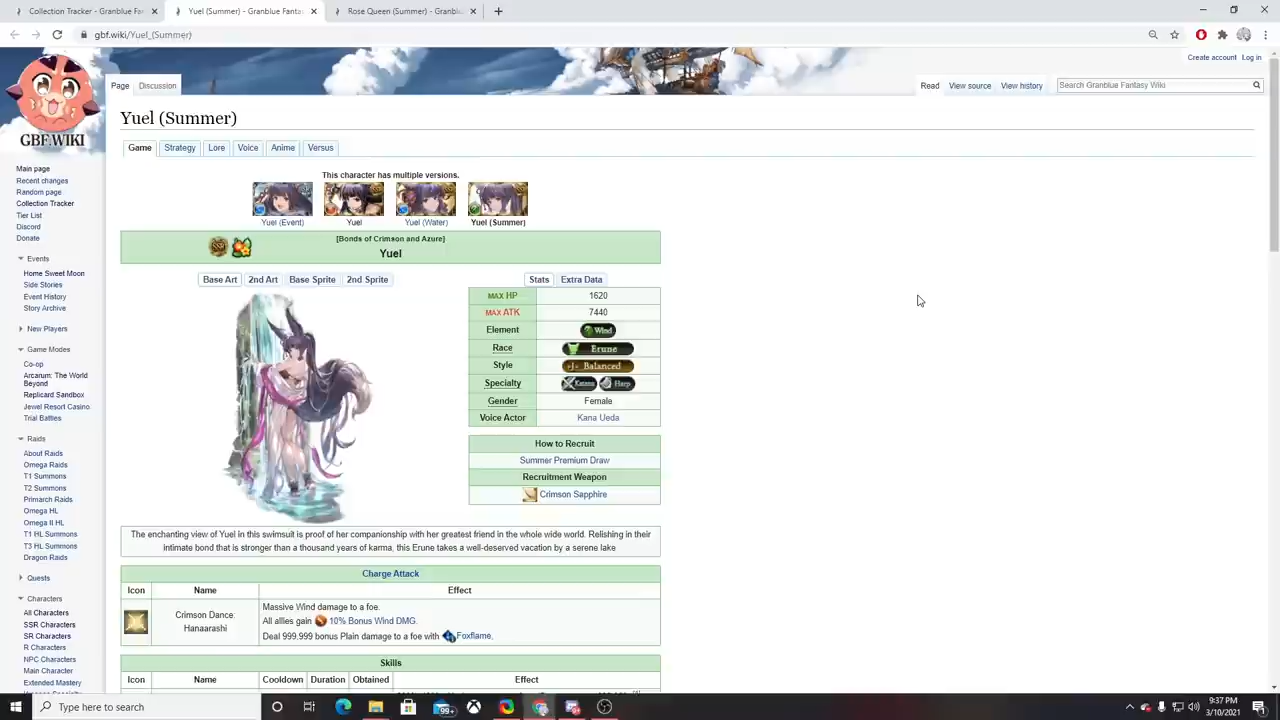 Collection Tracker - Granblue Fa
Yuel (Summer) - Granblue Fanta
Rose Queen (Summer) - Granblue
gbf.wiki/Yuel_(Summer)
Create account Log in
Page Discussion
Read View source View history
Search Granblue Fantasy Wiki
GBF.WIKI
Main page
Recent changes
Random page
Collection Tracker
Tier List
Discord
Donate
Events
Home Sweet Moon
Side Stories
Event History
Story Archive
New Players
Game Modes
Co-op
Arcarum: The World
Beyond
Replicard Sandbox
Jewel Resort Casino
Trial Battles
Raids
About Raids
Omega Raids
T1 Summons
T2 Summons
Primarch Raids
Omega HL
Omega II HL
T1 HL Summons
T3 HL Summons
Dragon Raids
Quests
Characters
All Characters
SSR Characters
SR Characters
R Characters
NPC Characters
Main Character
Extended Mastery
Yuel (Summer)
Game Strategy Lore Voice Anime Versus
This character has multiple versions.
Yuel (Event) Yuel Yuel (Water) Yuel (Summer)
[Bonds of Crimson and Azure]
Yuel
Base Art 2nd Art Base Sprite 2nd Sprite
Stats Extra Data
MAX HP 1620
MAX ATK 7440
Element Wind
Race Erune
Style Balanced
Specialty Katana Harp
Gender Female
Voice Actor Kana Ueda
How to Recruit
Summer Premium Draw
Recruitment Weapon
Crimson Sapphire
The enchanting view of Yuel in this swimsuit is proof of her companionship with her greatest friend in the whole wide world. Relishing in their
intimate bond that is stronger than a thousand years of karma, this Erune takes a well-deserved vacation by a serene lake
Charge Attack
Icon Name Effect
Crimson Dance:
Hanaarashi
Massive Wind damage to a foe.
All allies gain 10% Bonus Wind DMG.
Deal 999,999 bonus Plain damage to a foe with Foxflame.
Skills
Icon Name Cooldown Duration Obtained Effect
Type here to search
99+
9:37 PM
3/10/2021